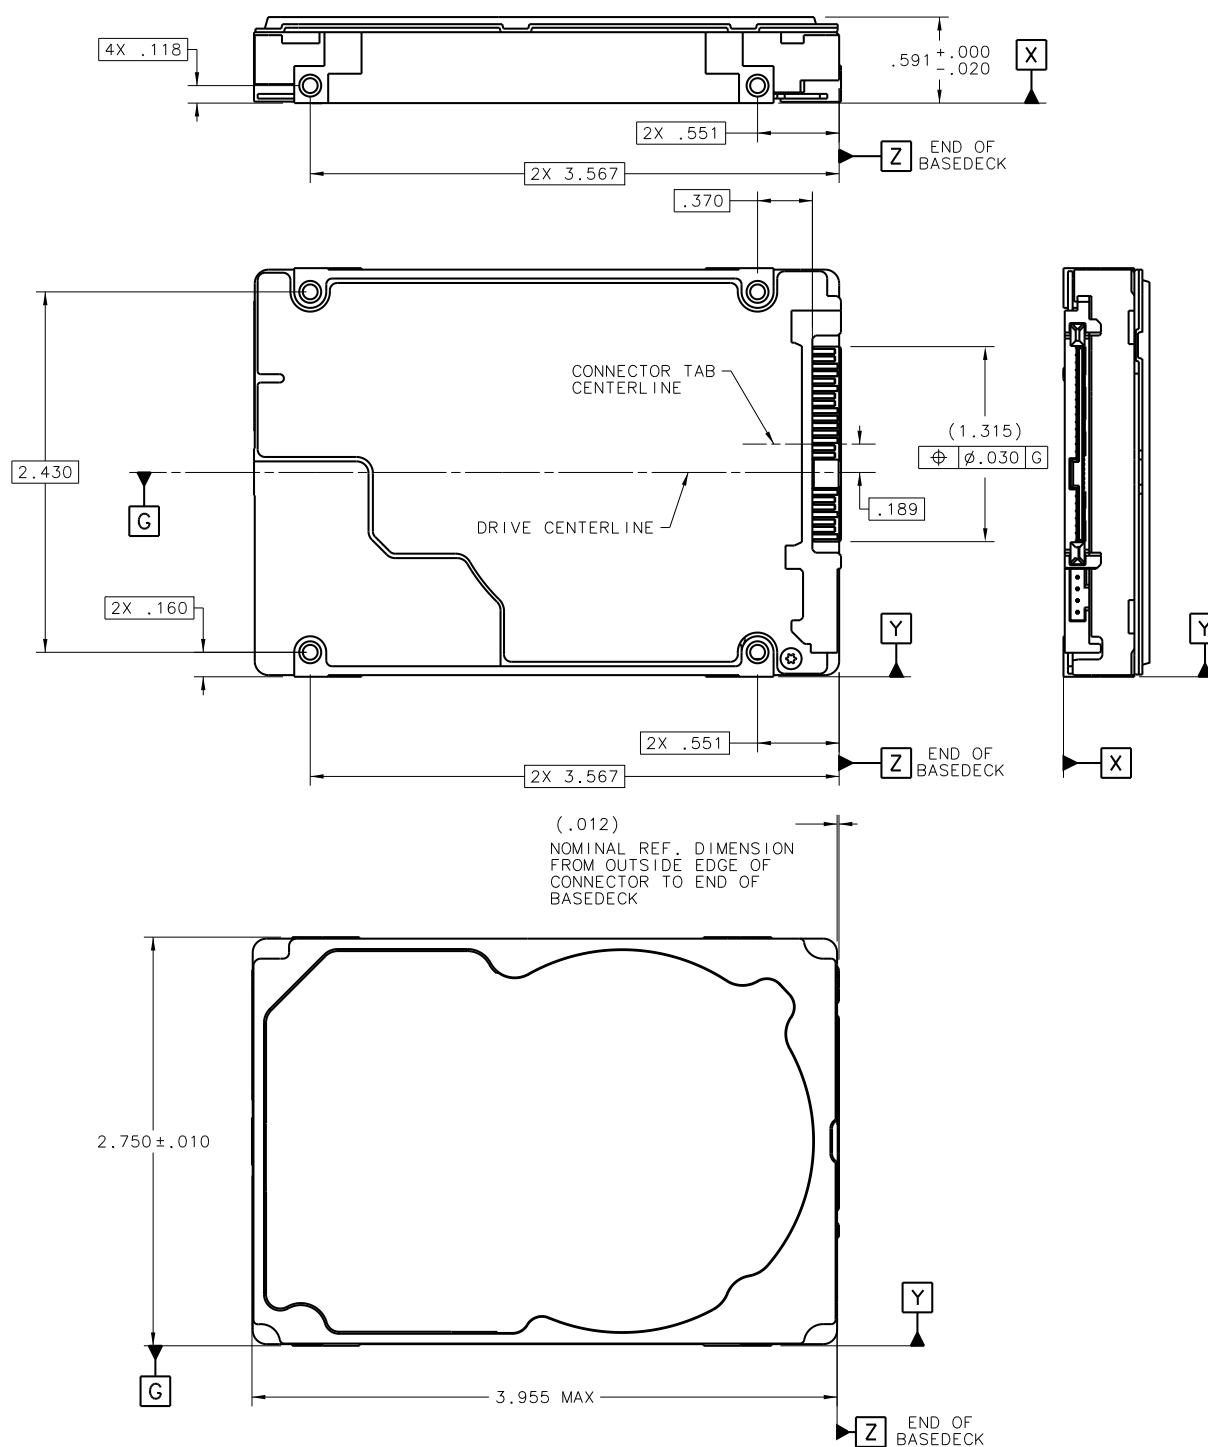 4X .118
.591 +.000
-.020
X
2X .551
Z END OF
BASEDECK
2X 3.567
.370
CONNECTOR TAB
CENTERLINE
(1.315)
⌖ ⌀.030 G
2.430
G
.189
DRIVE CENTERLINE
2X .160
Y
Y
2X .551
Z END OF
BASEDECK
X
2X 3.567
(.012)
NOMINAL REF. DIMENSION
FROM OUTSIDE EDGE OF
CONNECTOR TO END OF
BASEDECK
2.750±.010
Y
G
3.955 MAX
Z END OF
BASEDECK